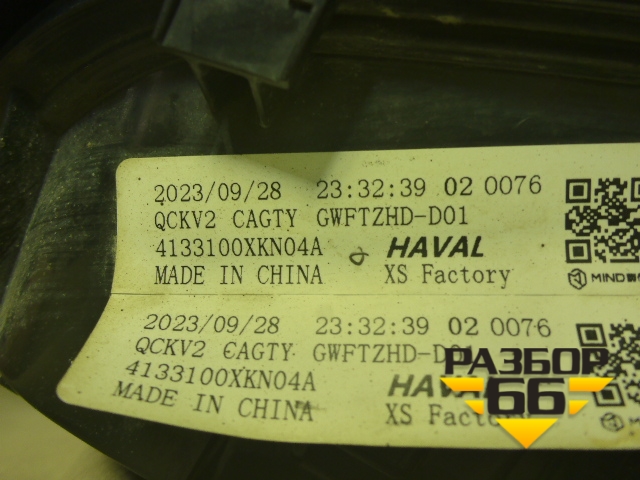 2023/09/28 23:32:39 02 0076
QCKV2 CAGTY GWFTZHD-D01
4133100XKN04A HAVAL
MADE IN CHINA XS Factory
MIND
2023/09/28 23:32:39 02 0076
QCKV2 CAGTY GWFTZHD-D01
4133100XKN04A HAV
MADE IN CHINA XS Factory
РАЗБОР
66